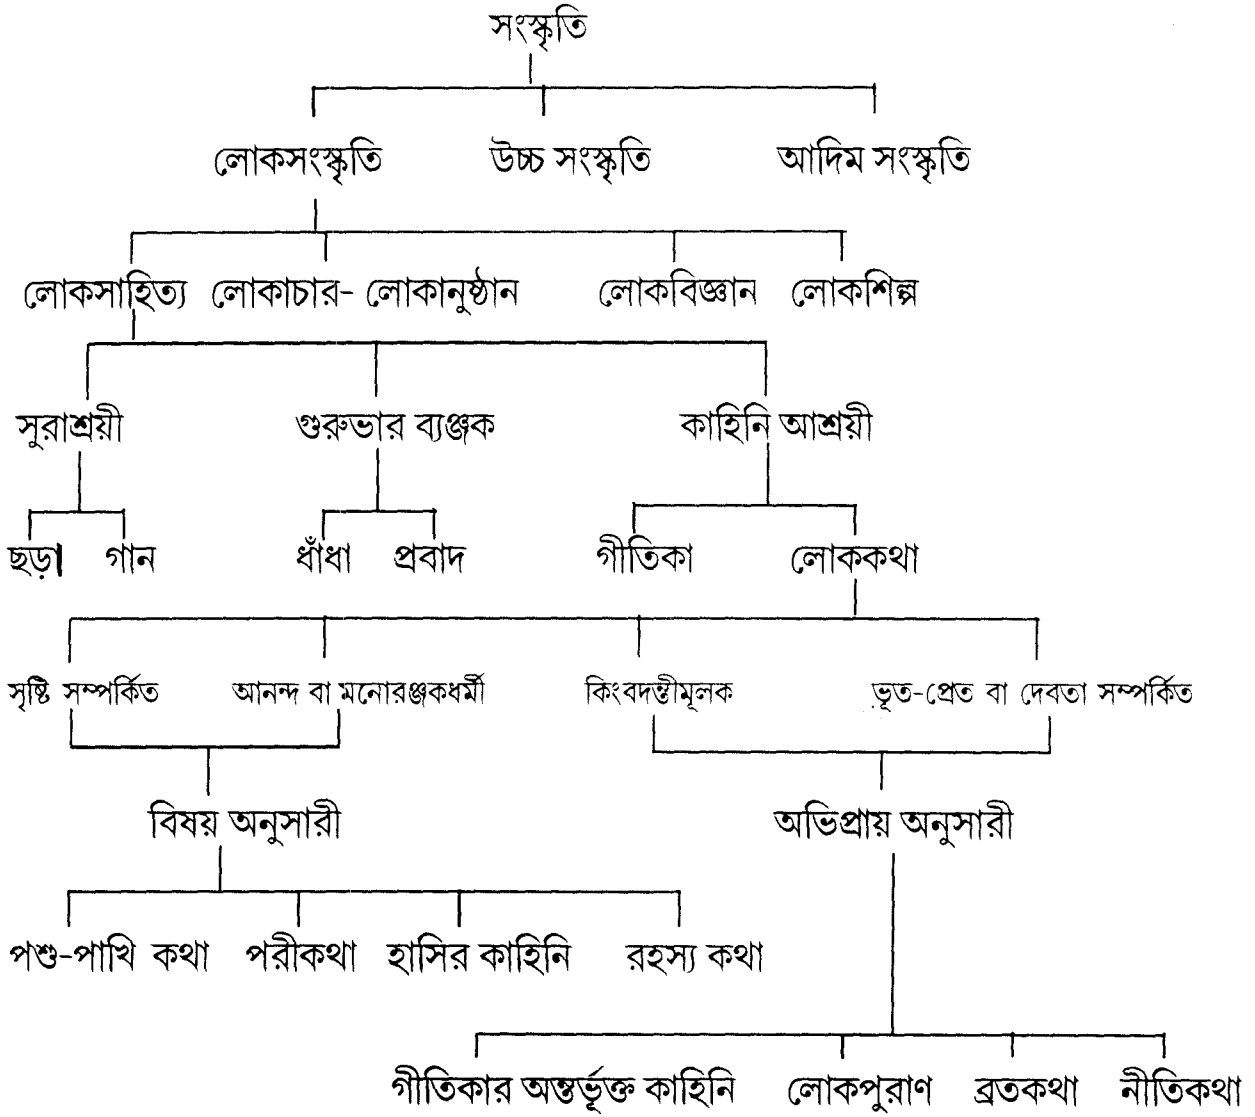 সংস্কৃতি
লোকসংস্কৃতি উচ্চ সংস্কৃতি আদিম সংস্কৃতি
লোকসাহিত্য লোকাচার- লোকানুষ্ঠান লোকবিজ্ঞান লোকশিল্প
সুরাশ্রয়ী গুরুভার ব্যঞ্জক কাহিনি আশ্রয়ী
ছড়া গান ধাঁধা প্রবাদ গীতিকা লোককথা
সৃষ্টি সম্পর্কিত আনন্দ বা মনোরঞ্জকধর্মী কিংবদন্তীমূলক ভূত-প্রেত বা দেবতা সম্পর্কিত
বিষয় অনুসারী অভিপ্রায় অনুসারী
পশু-পাখি কথা পরীকথা হাসির কাহিনি রহস্য কথা
গীতিকার অন্তর্ভূক্ত কাহিনি লোকপুরাণ ব্রতকথা নীতিকথা